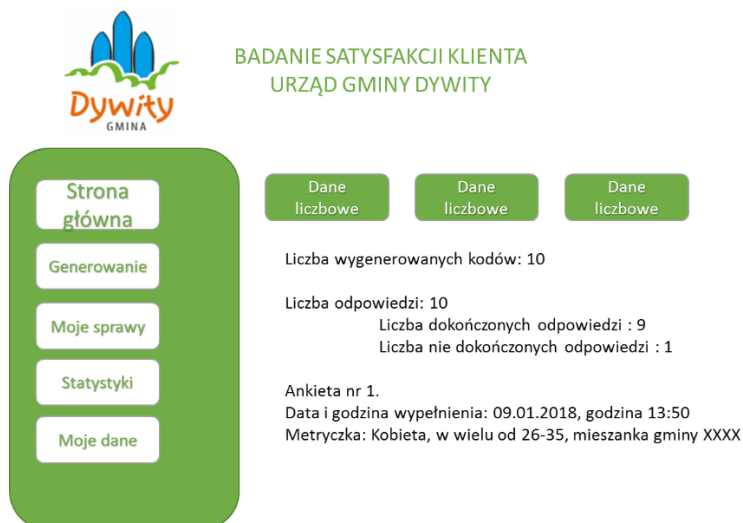 Dywity
GMINA
BADANIE SATYSFAKCJI KLIENTA
URZĄD GMINY DYWITY
Strona
główna
Generowanie
Moje sprawy
Statystyki
Moje dane
Dane
liczbowe
Dane
liczbowe
Dane
liczbowe
Liczba wygenerowanych kodów: 10
Liczba odpowiedzi: 10
Liczba dokończonych odpowiedzi : 9
Liczba nie dokończonych odpowiedzi : 1
Ankieta nr 1.
Data i godzina wypełnienia: 09.01.2018, godzina 13:50
Metryczka: Kobieta, w wielu od 26-35, mieszanka gminy XXXX